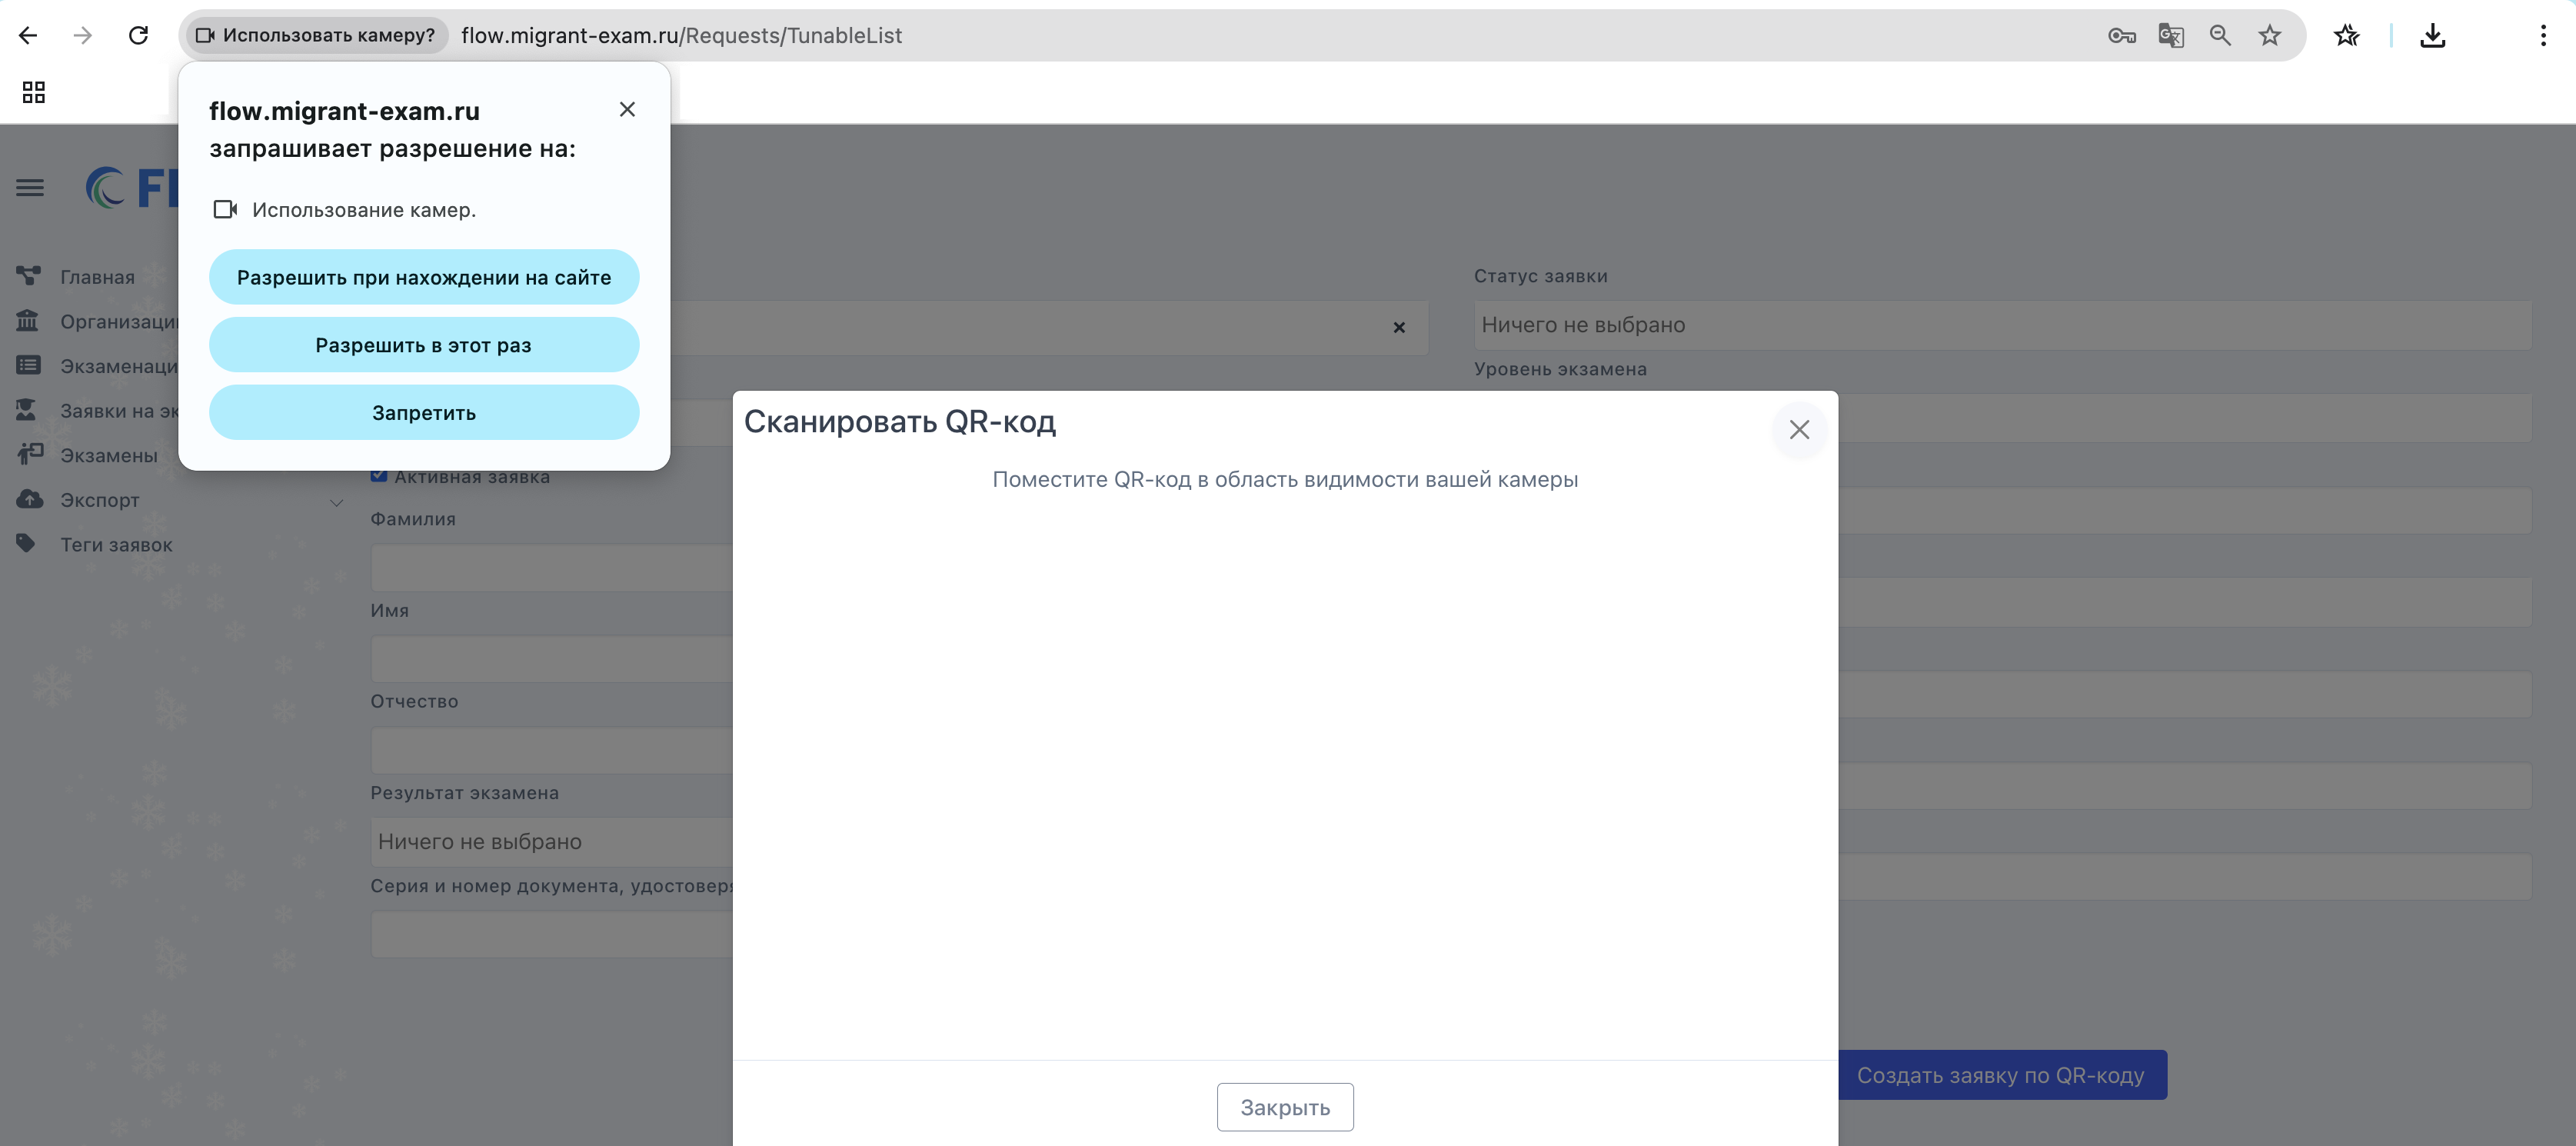 Использовать камеру?
flow.migrant-exam.ru/Requests/TunableList
flow.migrant-exam.ru
запрашивает разрешение на:
Использование камер.
Разрешить при нахождении на сайте
Разрешить в этот раз
Запретить
Главная
Организаци
Экзаменаци
Заявки на эк
Экзамены
Экспорт
Теги заявок
Активная заявка
Фамилия
Имя
Отчество
Результат экзамена
Ничего не выбрано
Серия и номер документа, удостоверя
Статус заявки
Ничего не выбрано
Уровень экзамена
Сканировать QR-код
Поместите QR-код в область видимости вашей камеры
Закрыть
Создать заявку по QR-коду